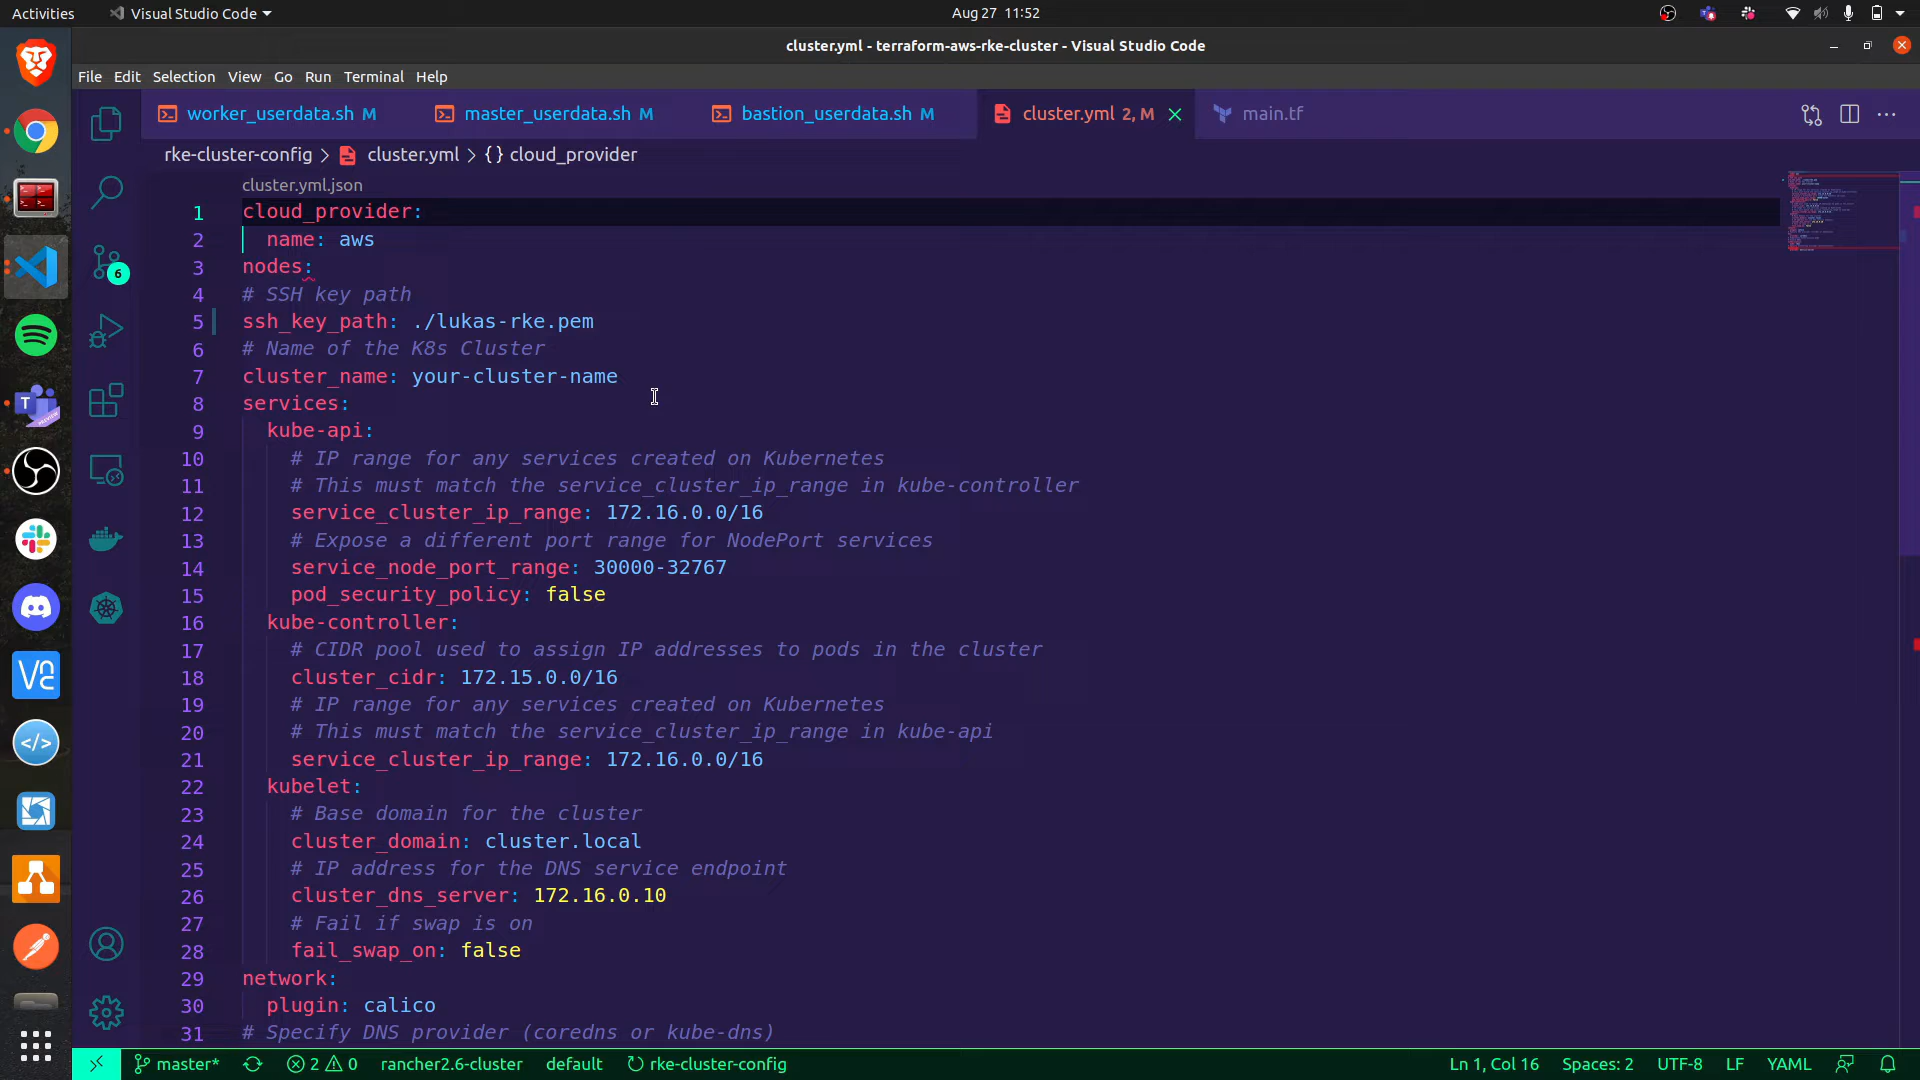 Activities
Visual Studio Code
Aug 27 11:52
cluster.yml - terraform-aws-rke-cluster - Visual Studio Code
File Edit Selection View Go Run Terminal Help
worker_userdata.sh M
master_userdata.sh M
bastion_userdata.sh M
cluster.yml 2, M
main.tf
rke-cluster-config > cluster.yml > {} cloud_provider
cluster.yml.json
1 cloud_provider:
2 name: aws
3 nodes:
4 # SSH key path
5 ssh_key_path: ./lukas-rke.pem
6 # Name of the K8s Cluster
7 cluster_name: your-cluster-name
8 services:
9 kube-api:
10 # IP range for any services created on Kubernetes
11 # This must match the service_cluster_ip_range in kube-controller
12 service_cluster_ip_range: 172.16.0.0/16
13 # Expose a different port range for NodePort services
14 service_node_port_range: 30000-32767
15 pod_security_policy: false
16 kube-controller:
17 # CIDR pool used to assign IP addresses to pods in the cluster
18 cluster_cidr: 172.15.0.0/16
19 # IP range for any services created on Kubernetes
20 # This must match the service_cluster_ip_range in kube-api
21 service_cluster_ip_range: 172.16.0.0/16
22 kubelet:
23 # Base domain for the cluster
24 cluster_domain: cluster.local
25 # IP address for the DNS service endpoint
26 cluster_dns_server: 172.16.0.10
27 # Fail if swap is on
28 fail_swap_on: false
29 network:
30 plugin: calico
31 # Specify DNS provider (coredns or kube-dns)
6
master*
2
0
rancher2.6-cluster
default
rke-cluster-config
Ln 1, Col 16
Spaces: 2
UTF-8
LF
YAML